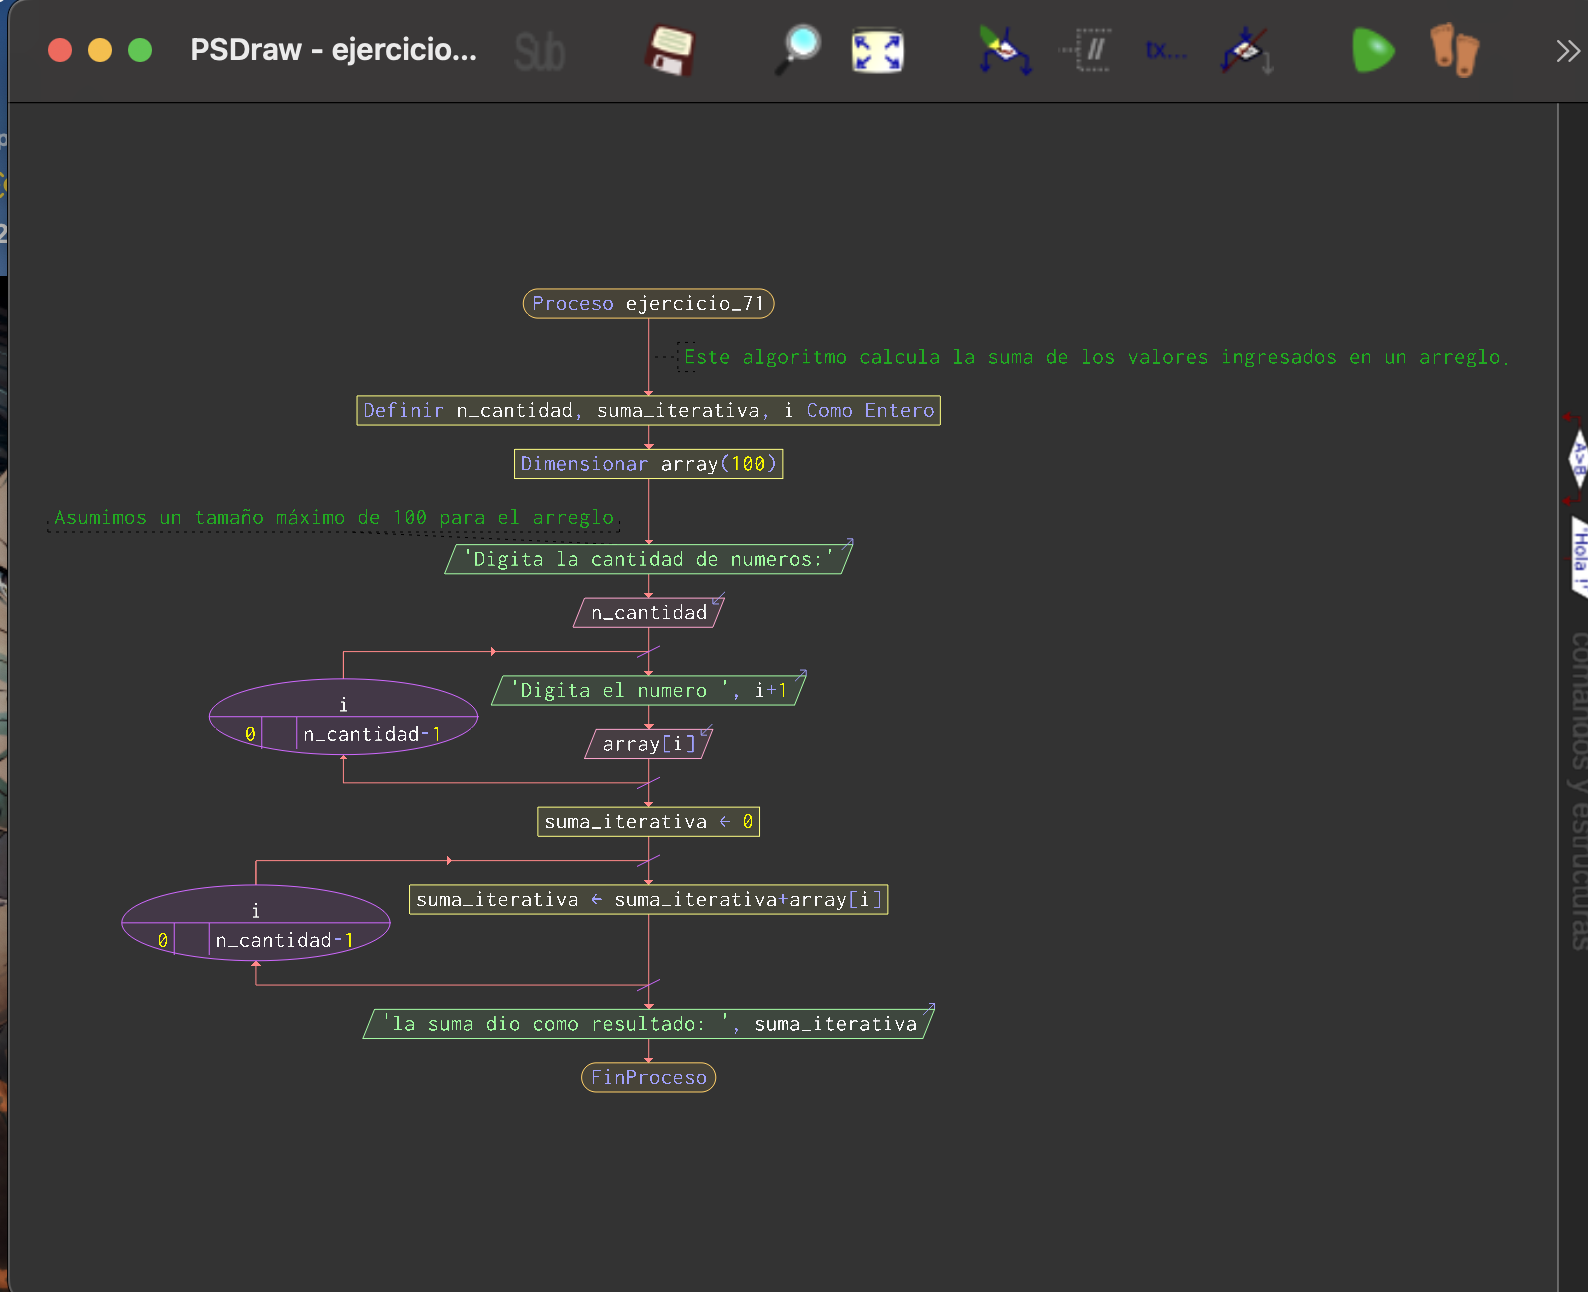 PSDraw - ejercicio...
Sub
//
tx...
Proceso ejercicio_71
Este algoritmo calcula la suma de los valores ingresados en un arreglo.
Definir n_cantidad, suma_iterativa, i Como Entero
Dimensionar array(100)
Asumimos un tamaño máximo de 100 para el arreglo.
'Digita la cantidad de numeros:'
n_cantidad
'Digita el numero ', i+1
i
0 n_cantidad-1
array[i]
suma_iterativa ← 0
suma_iterativa ← suma_iterativa+array[i]
i
0 n_cantidad-1
'la suma dio como resultado: ', suma_iterativa
FinProceso
A>B
"Hola !"
comandos y estructuras